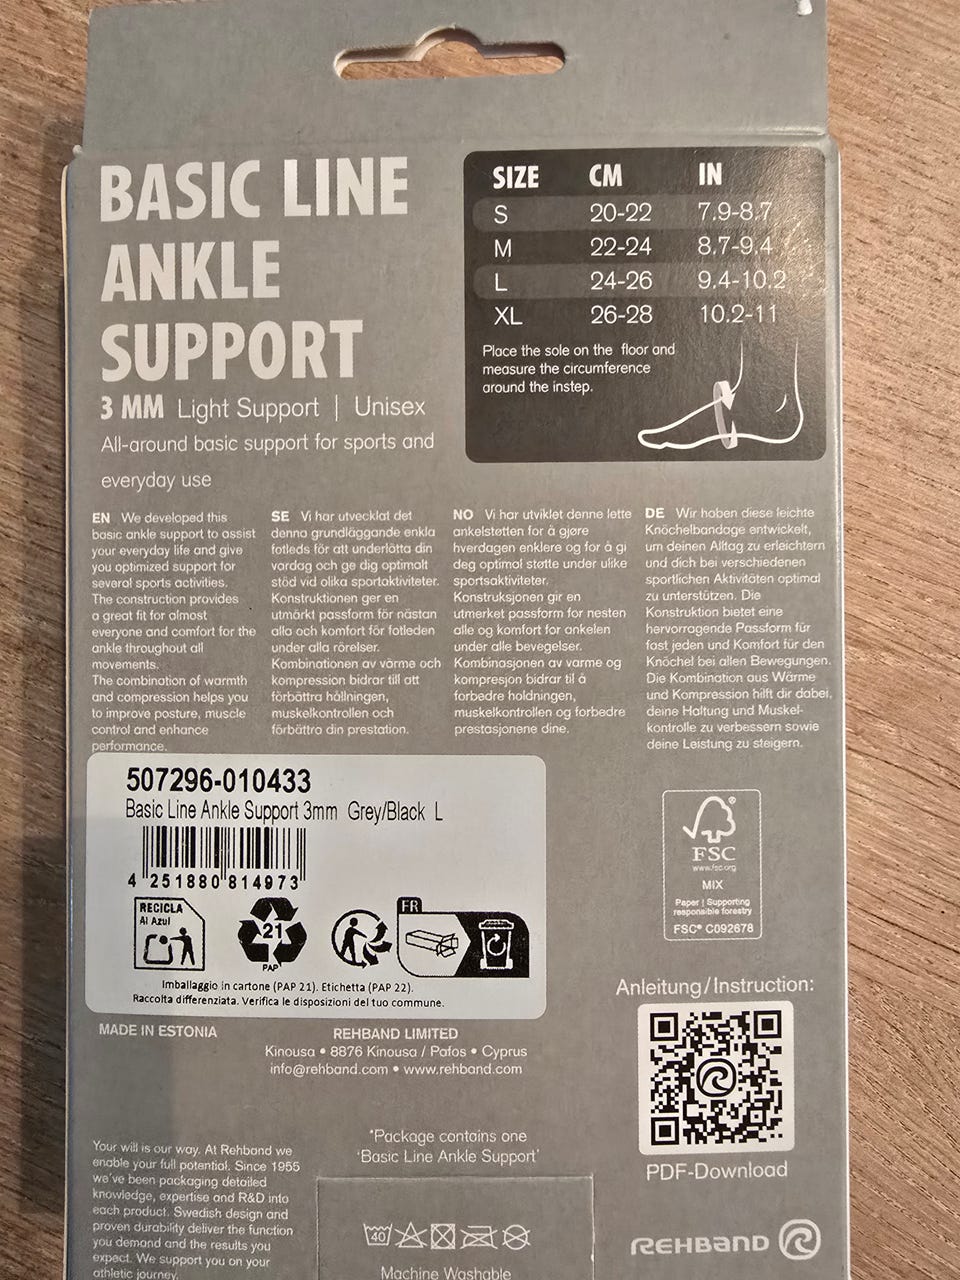 BASIC LINE
ANKLE
SUPPORT
3 MM Light Support | Unisex
All-around basic support for sports and
everyday use
SIZE CM IN
S 20-22 7.9-8.7
M 22-24 8.7-9.4
L 24-26 9.4-10.2
XL 26-28 10.2-11
Place the sole on the floor and
measure the circumference
around the instep.
EN We developed this
basic ankle support to assist
your everyday life and give
you optimized support for
several sports activities.
The construction provides
a great fit for almost
everyone and comfort for the
ankle throughout all
movements.
The combination of warmth
and compression helps you
to improve posture, muscle
control and enhance
performance.
SE Vi har utvecklat det
denna grundläggande enkla
fotleds för att underlätta din
vardag och ge dig optimalt
stöd vid olika sportaktiviteter.
Konstruktionen ger en
utmärkt passform för nästan
alla och komfort för fotleden
under alla rörelser.
Kombinationen av värme och
kompression bidrar till att
förbättra hållningen,
muskelkontrollen och
förbättra din prestation.
NO Vi har utviklet denne lette
ankelstøtten for å gjøre
hverdagen enklere og for å gi
deg optimal støtte under ulike
sportsaktiviteter.
Konstruksjonen gir en
utmerket passform for nesten
alle og komfort for ankelen
under alle bevegelser.
Kombinasjonen av varme og
kompresjon bidrar til å
forbedre holdningen,
muskelkontrollen og forbedre
prestasjonene dine.
DE Wir haben diese leichte
Knöchelbandage entwickelt,
um deinen Alltag zu erleichtern
und dich bei verschiedenen
sportlichen Aktivitäten optimal
zu unterstützen. Die
Konstruktion bietet eine
hervorragende Passform für
fast jeden und Komfort für den
Knöchel bei allen Bewegungen.
Die Kombination aus Wärme
und Kompression hilft dir dabei,
deine Haltung und Muskel-
kontrolle zu verbessern sowie
deine Leistung zu steigern.
507296-010433
Basic Line Ankle Support 3mm Grey/Black L
4 251880 814973
RECICLA
Al Azul
21
PAP
FR
Imballaggio in cartone (PAP 21). Etichetta (PAP 22).
Raccolta differenziata. Verifica le disposizioni del tuo commune.
FSC
www.fsc.org
MIX
Paper | Supporting
responsible forestry
FSC® C092678
Anleitung/Instruction:
PDF-Download
MADE IN ESTONIA
REHBAND LIMITED
Kinousa • 8876 Kinousa / Pafos • Cyprus
info@rehband.com • www.rehband.com
*Package contains one
'Basic Line Ankle Support'
Your will is our way. At Rehband we
enable your full potential. Since 1955
we've been packaging detailed
knowledge, expertise and R&D into
each product. Swedish design and
proven durability deliver the function
you demand and the results you
expect. We support you on your
athletic journey.
40
Machine Washable
REHBAND